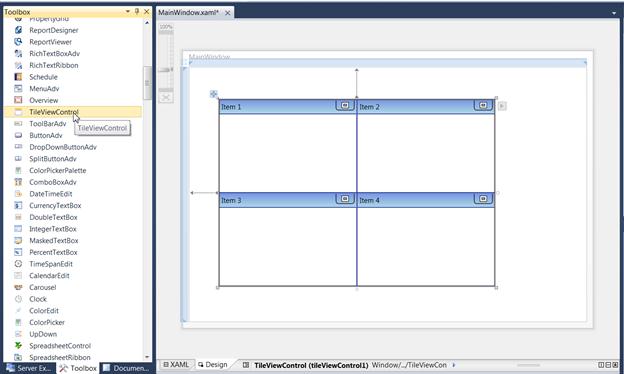 Toolbox
PropertyGrid
ReportDesigner
ReportViewer
RichTextBoxAdv
RichTextRibbon
Schedule
MenuAdv
Overview
TileViewControl
ToolBarAdv
TileViewControl
ButtonAdv
DropDownButtonAdv
SplitButtonAdv
ColorPickerPalette
ComboBoxAdv
DateTimeEdit
CurrencyTextBox
DoubleTextBox
IntegerTextBox
MaskedTextBox
PercentTextBox
TimeSpanEdit
CalendarEdit
Carousel
Clock
ColorEdit
ColorPicker
UpDown
SpreadsheetControl
SpreadsheetRibbon
Server Ex... Toolbox Documen...
MainWindow.xaml*
100%
MainWindow
Item 1 Item 2
Item 3 Item 4
XAML Design TileViewControl (tileViewControl1) Window/.../TileViewCon